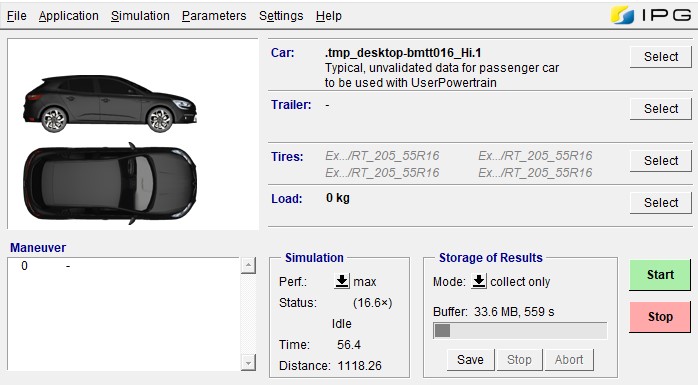 File Application Simulation Parameters Settings Help IPG
Car: .tmp_desktop-bmtt016_Hi.1 Select
Typical, unvalidated data for passenger car
to be used with UserPowertrain
Trailer: - Select
Tires: Ex.../RT_205_55R16 Ex.../RT_205_55R16 Select
Ex.../RT_205_55R16 Ex.../RT_205_55R16
Load: 0 kg Select
Maneuver
0 -
Simulation
Perf.: max
Status: (16.6×)
Idle
Time: 56.4
Distance: 1118.26
Storage of Results
Mode: collect only
Buffer: 33.6 MB, 559 s
Save Stop Abort
Start
Stop